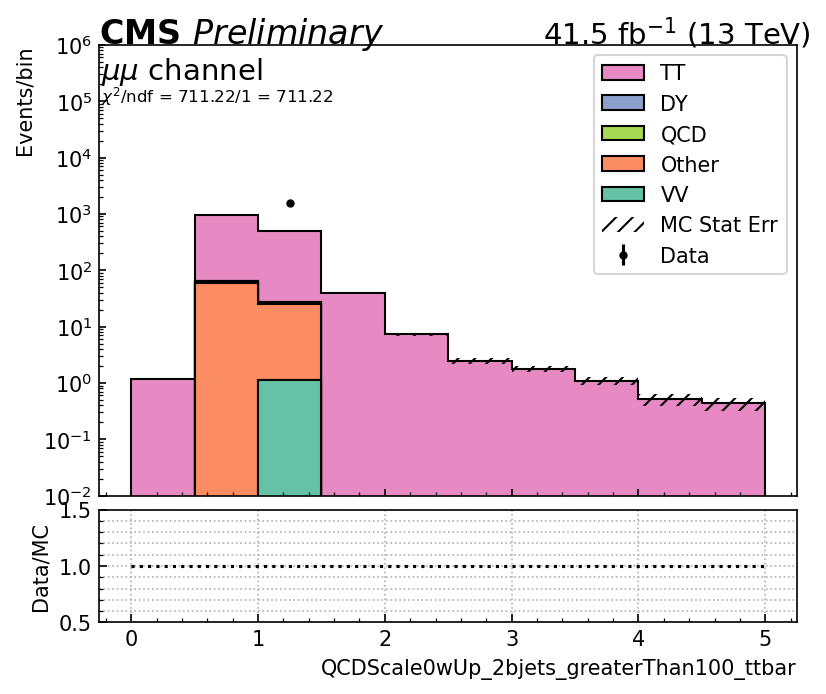 CMS Preliminary 41.5 fb⁻¹ (13 TeV)
μμ channel
χ²/ndf = 711.22/1 = 711.22
Events/bin
10⁶
10⁵
10⁴
10³
10²
10¹
10⁰
10⁻¹
10⁻²
TT
DY
QCD
Other
VV
MC Stat Err
Data
Data/MC
1.5
1.0
0.5
0 1 2 3 4 5
QCDScale0wUp_2bjets_greaterThan100_ttbar